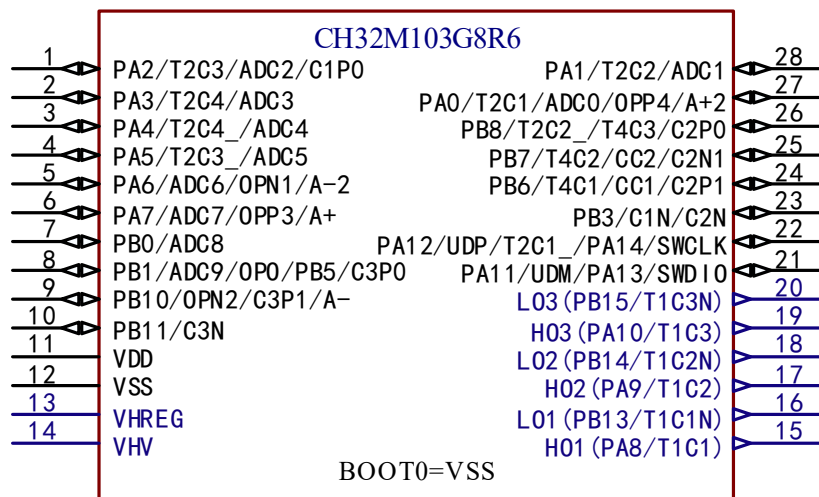 CH32M103G8R6
1 PA2/T2C3/ADC2/C1P0
2 PA3/T2C4/ADC3
3 PA4/T2C4_/ADC4
4 PA5/T2C3_/ADC5
5 PA6/ADC6/OPN1/A-2
6 PA7/ADC7/OPP3/A+
7 PB0/ADC8
8 PB1/ADC9/OPO/PB5/C3P0
9 PB10/OPN2/C3P1/A-
10 PB11/C3N
11 VDD
12 VSS
13 VHREG
14 VHV
PA1/T2C2/ADC1 28
PA0/T2C1/ADC0/OPP4/A+2 27
PB8/T2C2_/T4C3/C2P0 26
PB7/T4C2/CC2/C2N1 25
PB6/T4C1/CC1/C2P1 24
PB3/C1N/C2N 23
PA12/UDP/T2C1_/PA14/SWCLK 22
PA11/UDM/PA13/SWDIO 21
LO3(PB15/T1C3N) 20
HO3(PA10/T1C3) 19
LO2(PB14/T1C2N) 18
HO2(PA9/T1C2) 17
LO1(PB13/T1C1N) 16
HO1(PA8/T1C1) 15
BOOT0=VSS